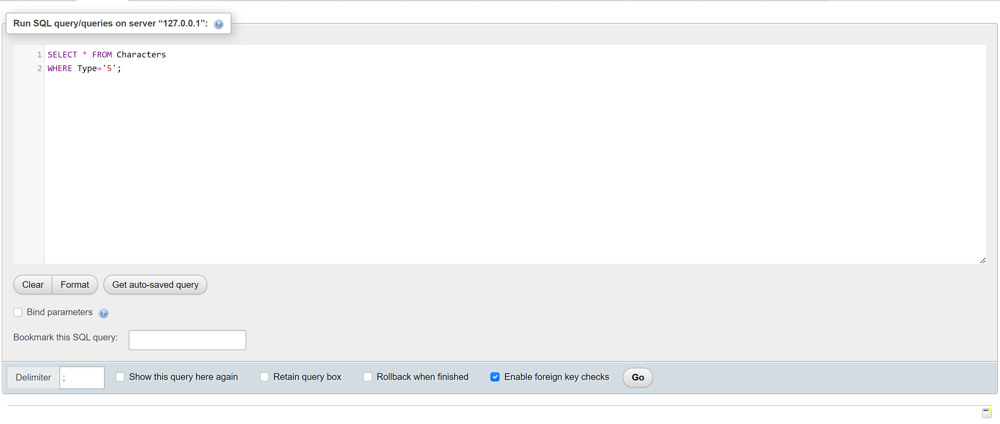 Run SQL query/queries on server “127.0.0.1”:
1 SELECT * FROM Characters
2 WHERE Type='5';
Clear Format Get auto-saved query
Bind parameters
Bookmark this SQL query:
Delimiter ; Show this query here again Retain query box Rollback when finished Enable foreign key checks Go